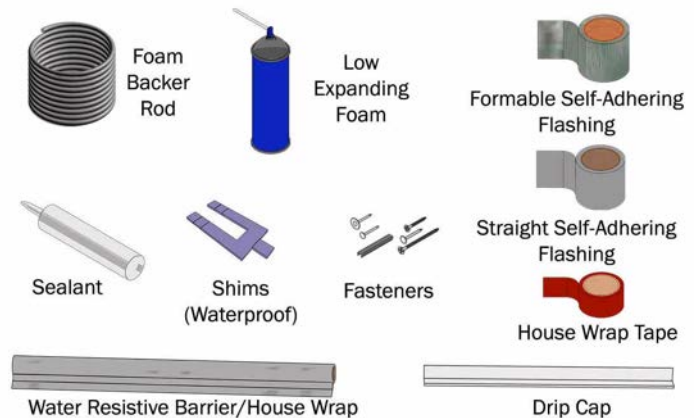 Foam
Backer
Rod
Low
Expanding
Foam
Formable Self-Adhering
Flashing
Sealant
Shims
(Waterproof)
Fasteners
Straight Self-Adhering
Flashing
House Wrap Tape
Water Resistive Barrier/House Wrap
Drip Cap